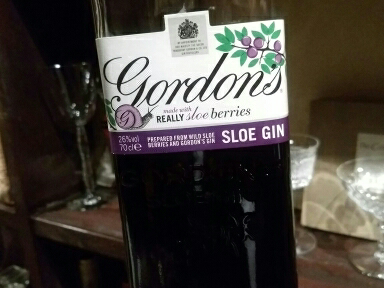 Gordon's
made with
REALLY sloe berries
26%vol
70cl e
PREPARED FROM WILD SLOE
BERRIES AND GORDON'S GIN
SLOE GIN